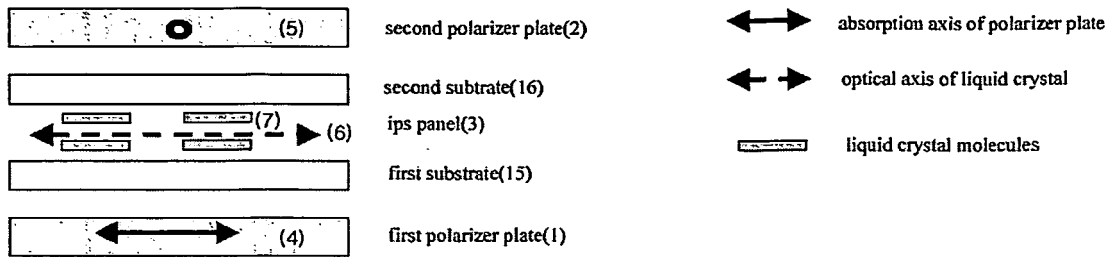 (5) second polarizer plate(2)
second subtrate(16)
(7) (6) ips panel(3)
first substrate(15)
(4) first polarizer plate(1)
absorption axis of polarizer plate
optical axis of liquid crystal
liquid crystal molecules